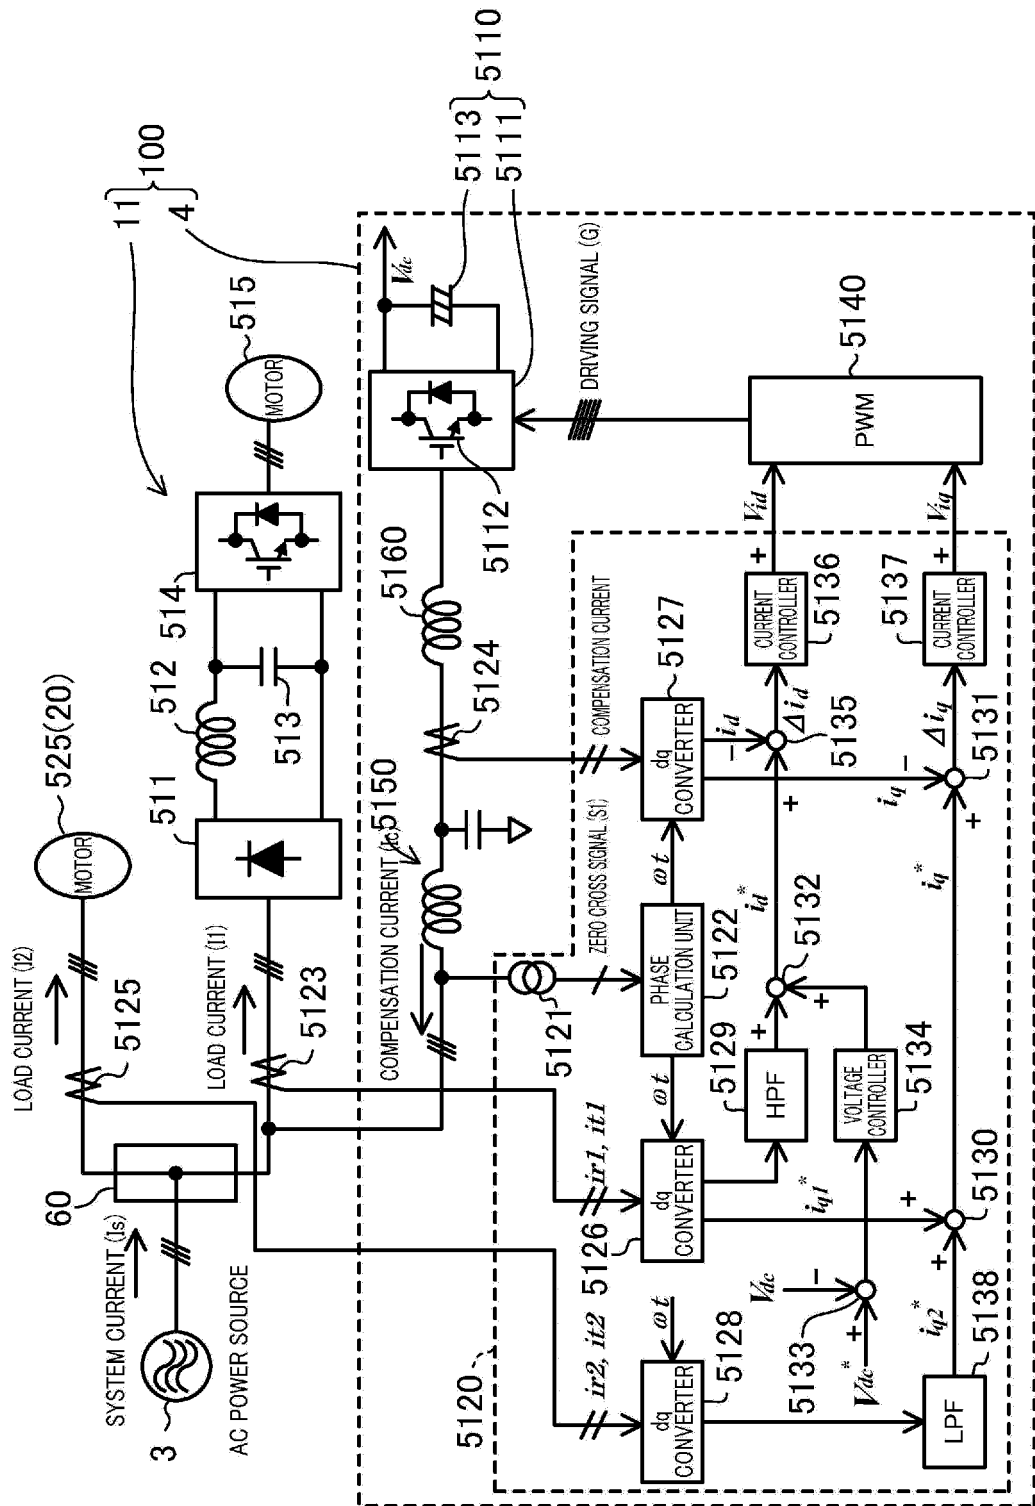 SYSTEM CURRENT (Is)
3
AC POWER SOURCE
60
LOAD CURRENT (I2)
5125
525(20)
MOTOR
LOAD CURRENT (I1)
5123
511
512
513
514
515
MOTOR
11
4
100
COMPENSATION CURRENT (Ic)
5150
5124
5160
5112
Vdc
5113
5111
5110
5121
ZERO CROSS SIGNAL (S1)
COMPENSATION CURRENT
DRIVING SIGNAL (G)
5120
ir2, it2
ir1, it1
dq
CONVERTER
5128
ωt
dq
CONVERTER
5126
ωt
PHASE
CALCULATION UNIT
5122
ωt
dq
CONVERTER
5127
Vdc
−
5133
+
Vdc*
iq1*
HPF
5129
+
5132
+
VOLTAGE
CONTROLLER
5134
id*
+
−id
5135
Δid
CURRENT
CONTROLLER
5136
+
Vid
PWM
5140
LPF
5138
iq2*
+
+
5130
iq*
+
iq
−
5131
Δiq
CURRENT
CONTROLLER
5137
+
Viq